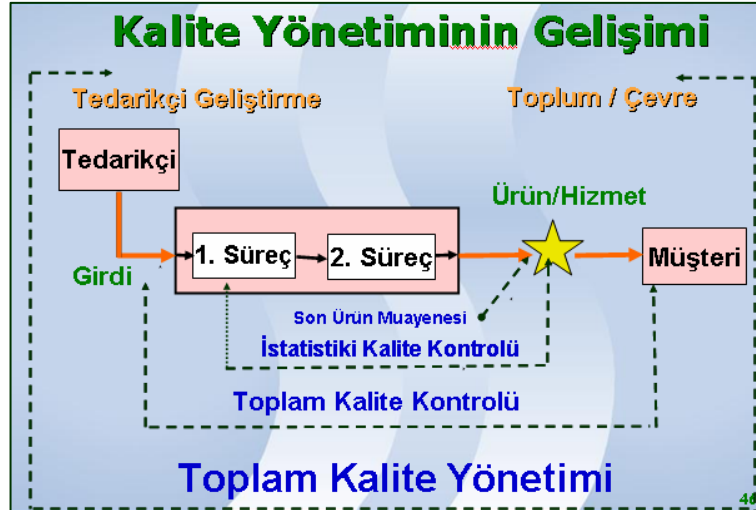 Kalite Yönetiminin Gelişimi
Tedarikçi Geliştirme
Toplum / Çevre
Tedarikçi
Ürün/Hizmet
1. Süreç
2. Süreç
Müşteri
Girdi
Son Ürün Muayenesi
İstatistiki Kalite Kontrolü
Toplam Kalite Kontrolü
Toplam Kalite Yönetimi